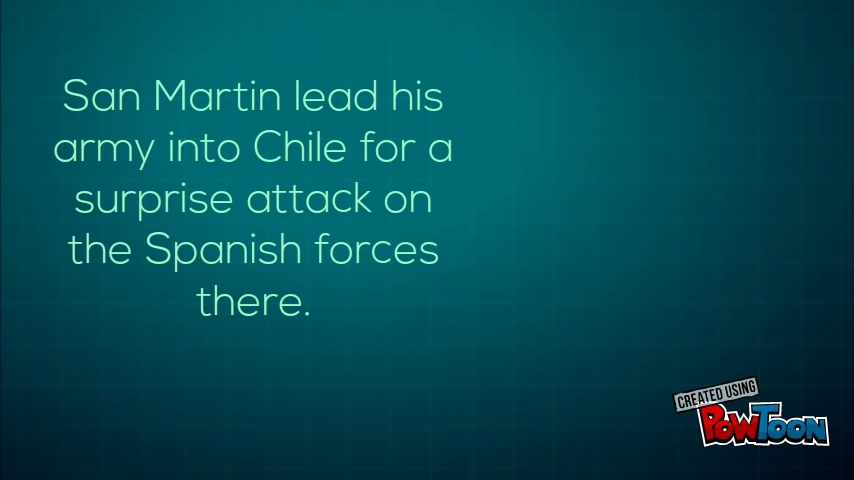 San Martin lead his
army into Chile for a
surprise attack on
the Spanish forces
there.
CREATED USING
POWTOON